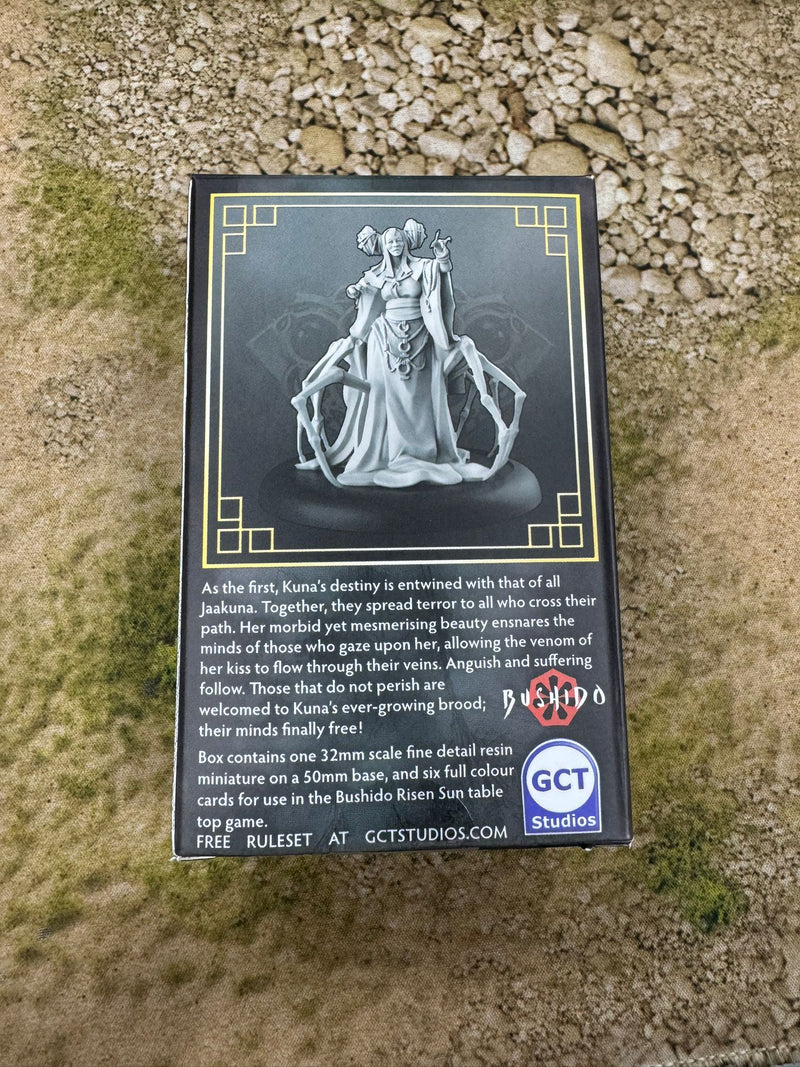 As the first, Kuna's destiny is entwined with that of all
Jaakuna. Together, they spread terror to all who cross their
path. Her morbid yet mesmerising beauty ensnares the
minds of those who gaze upon her, allowing the venom of
her kiss to flow through their veins. Anguish and suffering
follow. Those that do not perish are
welcomed to Kuna's ever-growing brood;
their minds finally free!
BUSHIDO
Box contains one 32mm scale fine detail resin
miniature on a 50mm base, and six full colour
cards for use in the Bushido Risen Sun table
top game.
FREE RULESET AT GCTSTUDIOS.COM
GCT
Studios